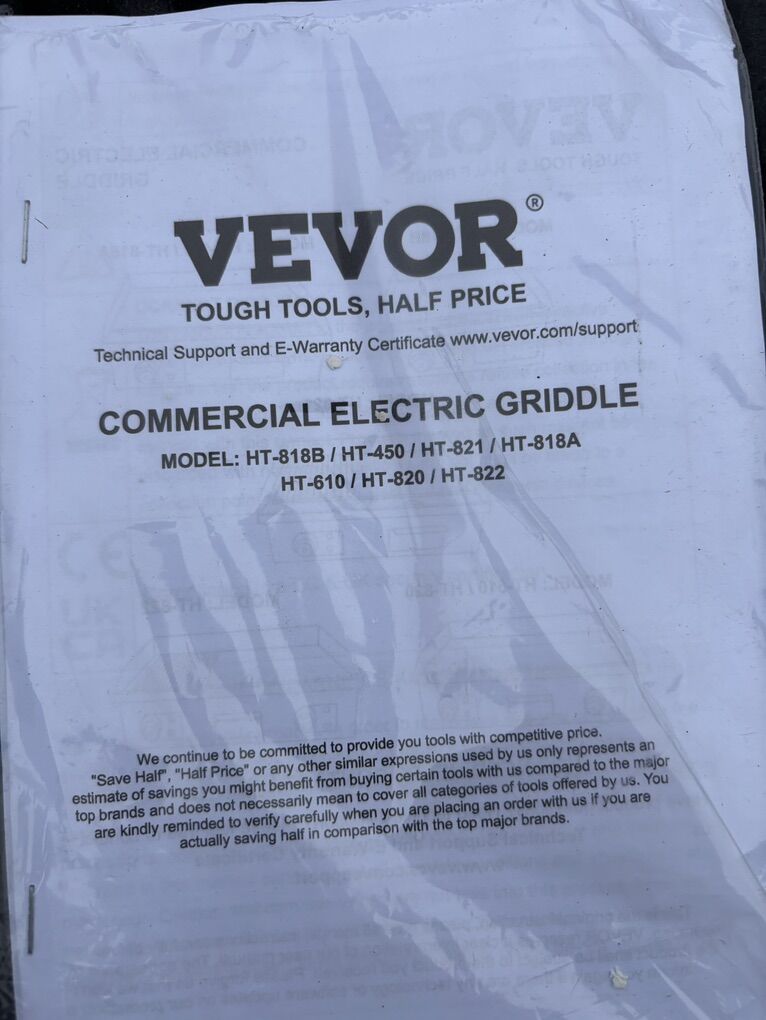 VEVOR®
TOUGH TOOLS, HALF PRICE
Technical Support and E-Warranty Certificate www.vevor.com/support
COMMERCIAL ELECTRIC GRIDDLE
MODEL: HT-818B / HT-450 / HT-821 / HT-818A
HT-610 / HT-820 / HT-822
We continue to be committed to provide you tools with competitive price.
"Save Half", "Half Price" or any other similar expressions used by us only represents an
estimate of savings you might benefit from buying certain tools with us compared to the major
top brands and does not necessarily mean to cover all categories of tools offered by us. You
are kindly reminded to verify carefully when you are placing an order with us if you are
actually saving half in comparison with the top major brands.